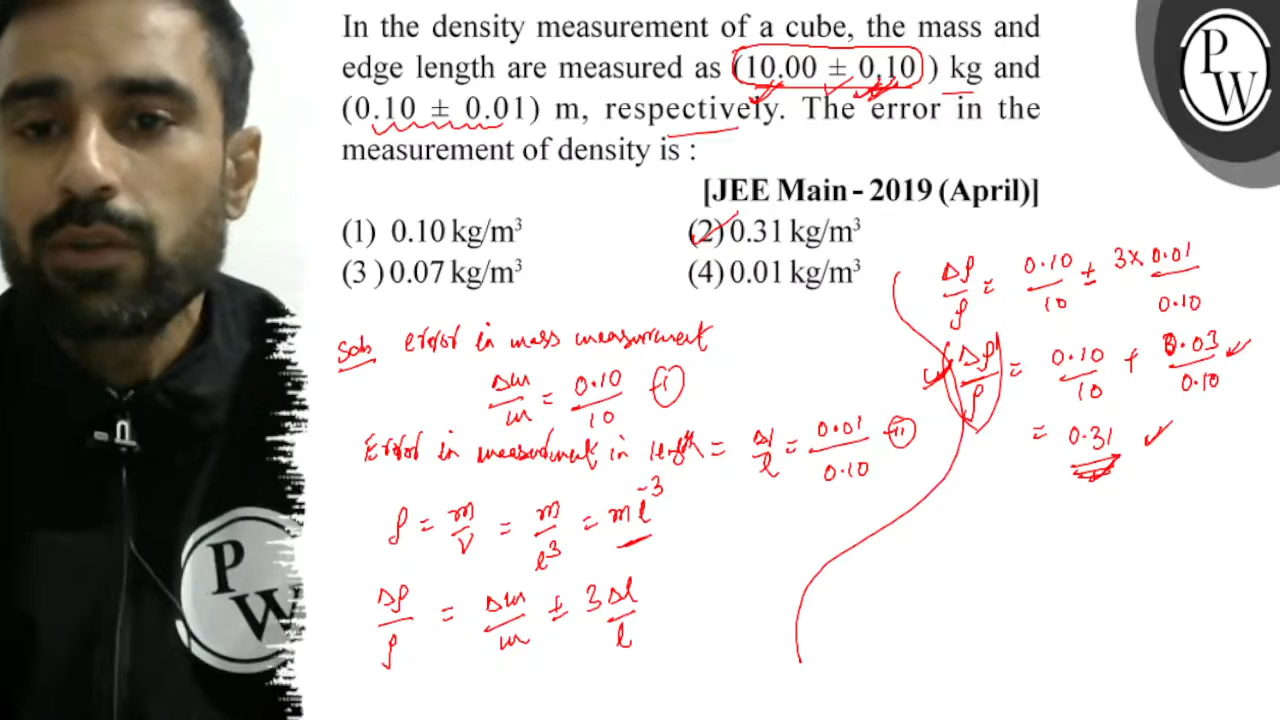 In the density measurement of a cube, the mass and
edge length are measured as (10.00 ± 0.10) kg and
(0.10 ± 0.01) m, respectively. The error in the
measurement of density is :
[JEE Main - 2019 (April)]
(1) 0.10 kg/m³
(2) 0.31 kg/m³
(3) 0.07 kg/m³
(4) 0.01 kg/m³
Sol. error in mass measurement
Δm/m = 0.10/10 —(i)
Error in measurement in length = Δl/l = 0.01/0.10 —(ii)
ρ = m/V = m/l³ = ml⁻³
Δρ/ρ = Δm/m ± 3Δl/l
Δρ/ρ = 0.10/10 ± 3×0.01/0.10
Δρ/ρ = 0.10/10 + 0.03/0.10
= 0.31
PW
PW